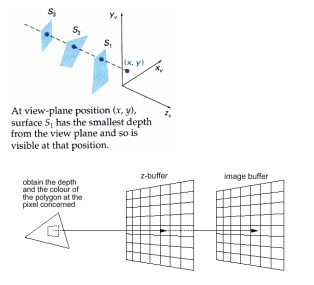 S₃
S₂
S₁
yᵥ
(x, y)
xᵥ
zᵥ
At view-plane position (x, y),
surface S₁ has the smallest depth
from the view plane and so is
visible at that position.
z-buffer
image buffer
obtain the depth
and the colour of
the polygon at the
pixel concerned